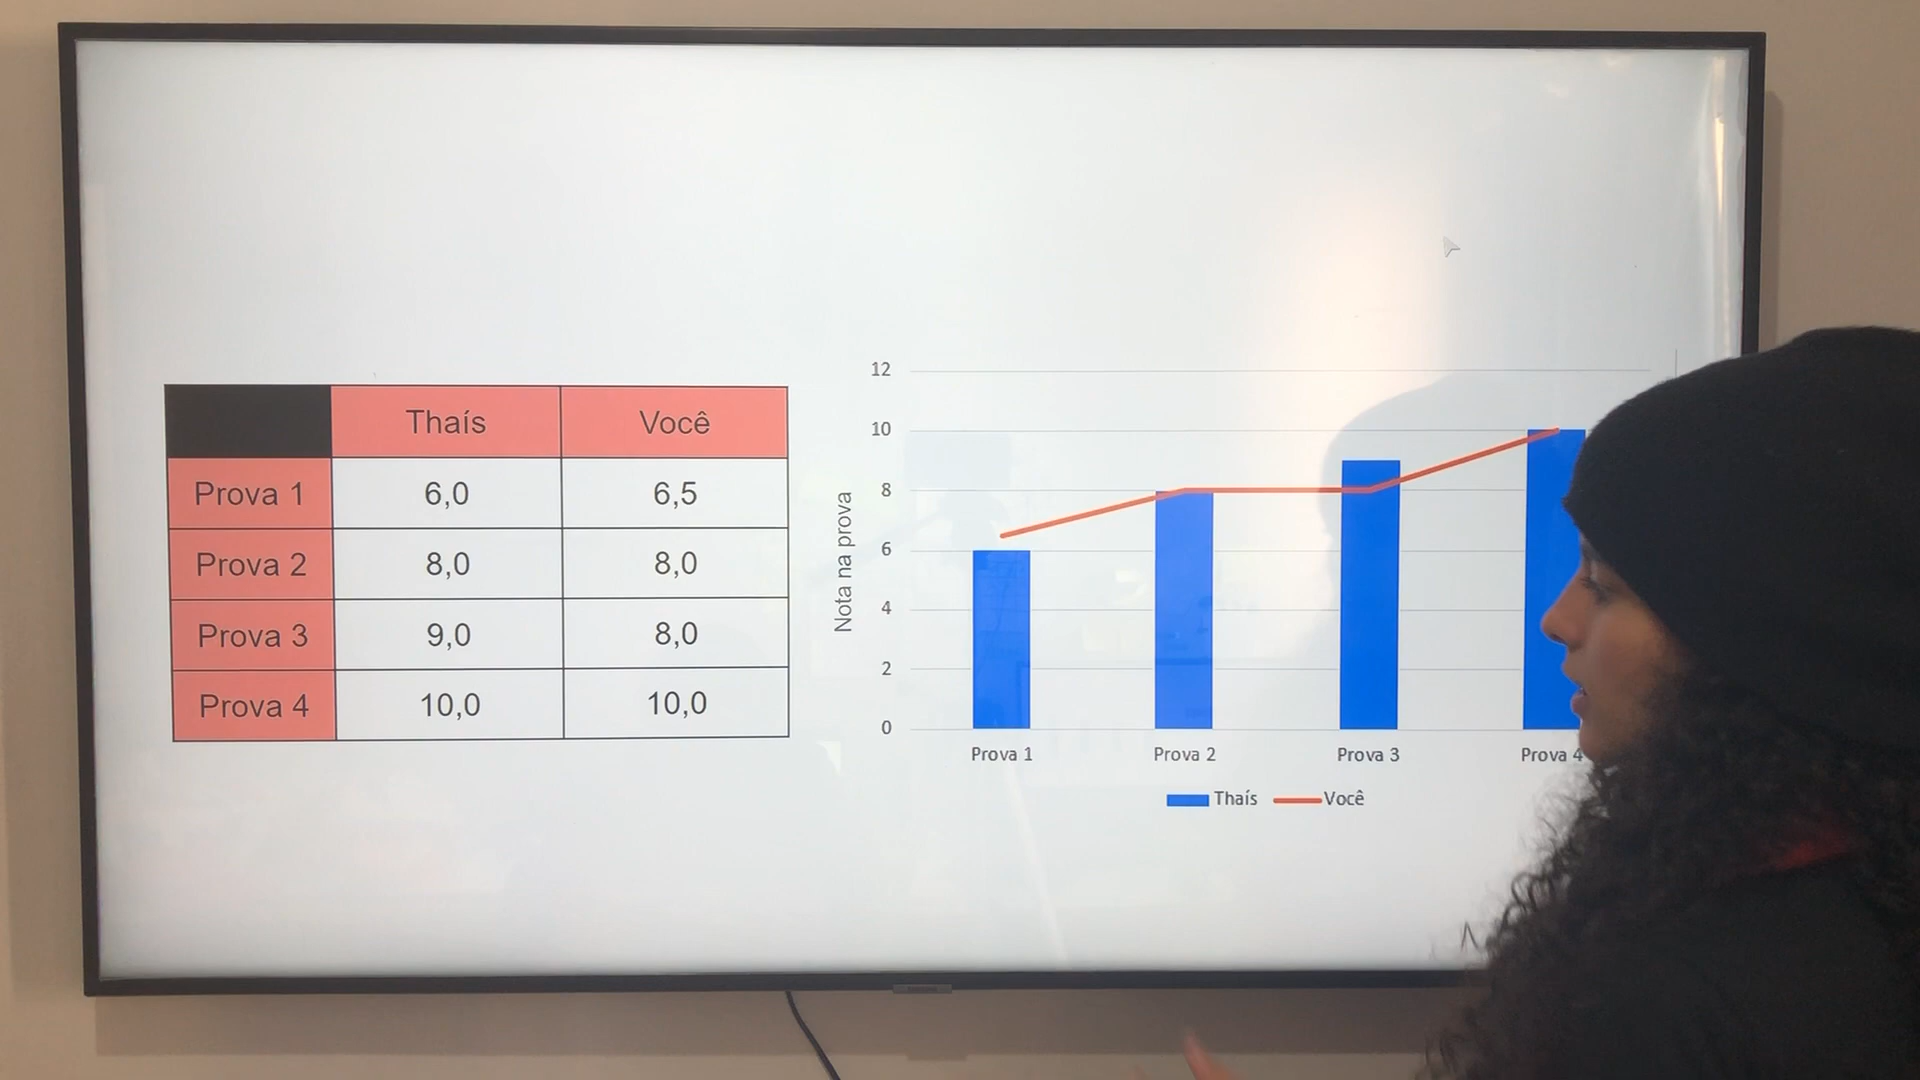 Thaís Você
Prova 1 6,0 6,5
Prova 2 8,0 8,0
Prova 3 9,0 8,0
Prova 4 10,0 10,0
Nota na prova
12
10
8
6
4
2
0
Prova 1 Prova 2 Prova 3 Prova 4
Thaís Você